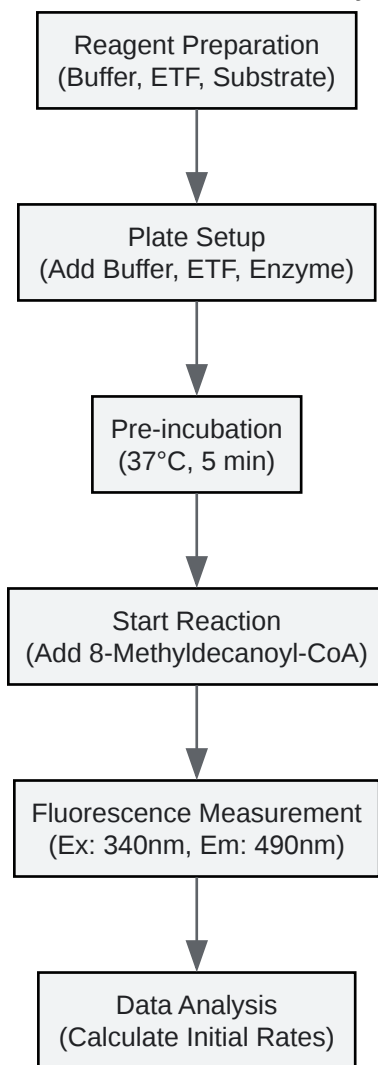 Reagent Preparation
(Buffer, ETF, Substrate)
Plate Setup
(Add Buffer, ETF, Enzyme)
Pre-incubation
(37°C, 5 min)
Start Reaction
(Add 8-Methyldecanoyl-CoA)
Fluorescence Measurement
(Ex: 340nm, Em: 490nm)
Data Analysis
(Calculate Initial Rates)